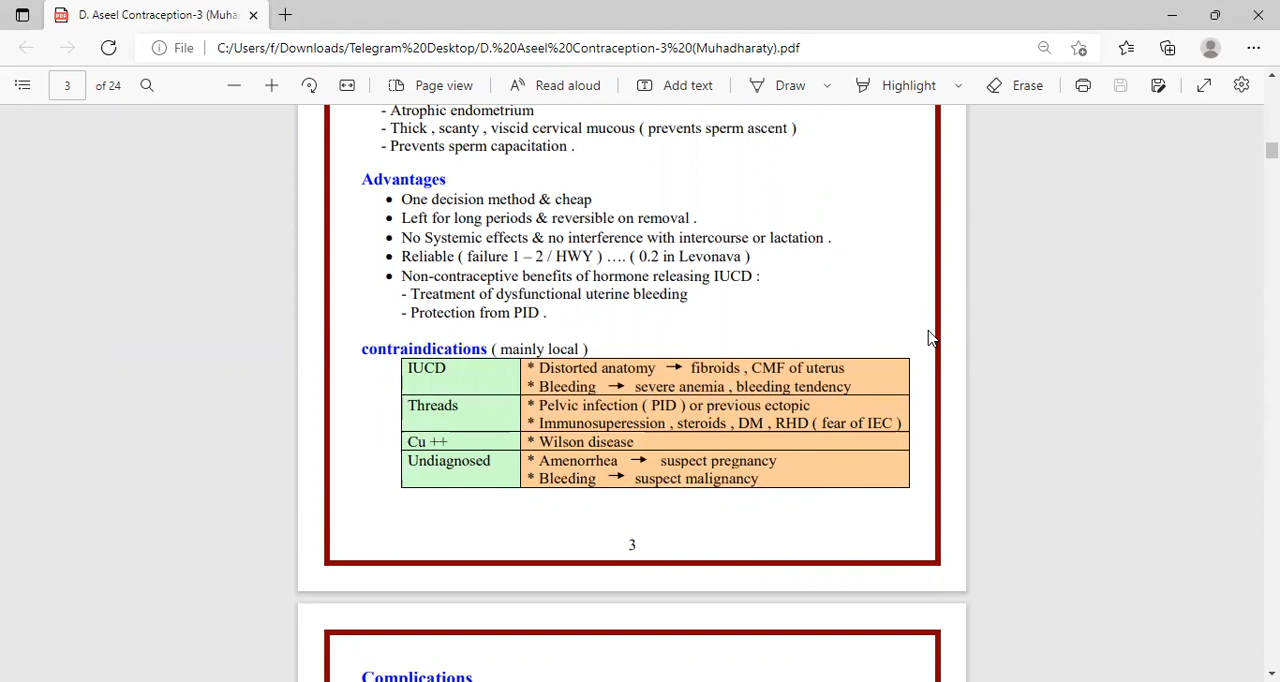 D. Aseel Contraception-3 (Muha
File C:/Users/f/Downloads/Telegram%20Desktop/D.%20Aseel%20Contraception-3%20(Muhadharaty).pdf
3 of 24 Page view Read aloud Add text Draw Highlight Erase
- Atrophic endometrium
- Thick , scanty , viscid cervical mucous ( prevents sperm ascent )
- Prevents sperm capacitation .
Advantages
• One decision method & cheap
• Left for long periods & reversible on removal .
• No Systemic effects & no interference with intercourse or lactation .
• Reliable ( failure 1 – 2 / HWY ) …. ( 0.2 in Levonava )
• Non-contraceptive benefits of hormone releasing IUCD :
- Treatment of dysfunctional uterine bleeding
- Protection from PID .
contraindications ( mainly local )
IUCD * Distorted anatomy → fibroids , CMF of uterus
* Bleeding → severe anemia , bleeding tendency
Threads * Pelvic infection ( PID ) or previous ectopic
* Immunosuperession , steroids , DM , RHD ( fear of IEC )
Cu ++ * Wilson disease
Undiagnosed * Amenorrhea → suspect pregnancy
* Bleeding → suspect malignancy
3
Complications